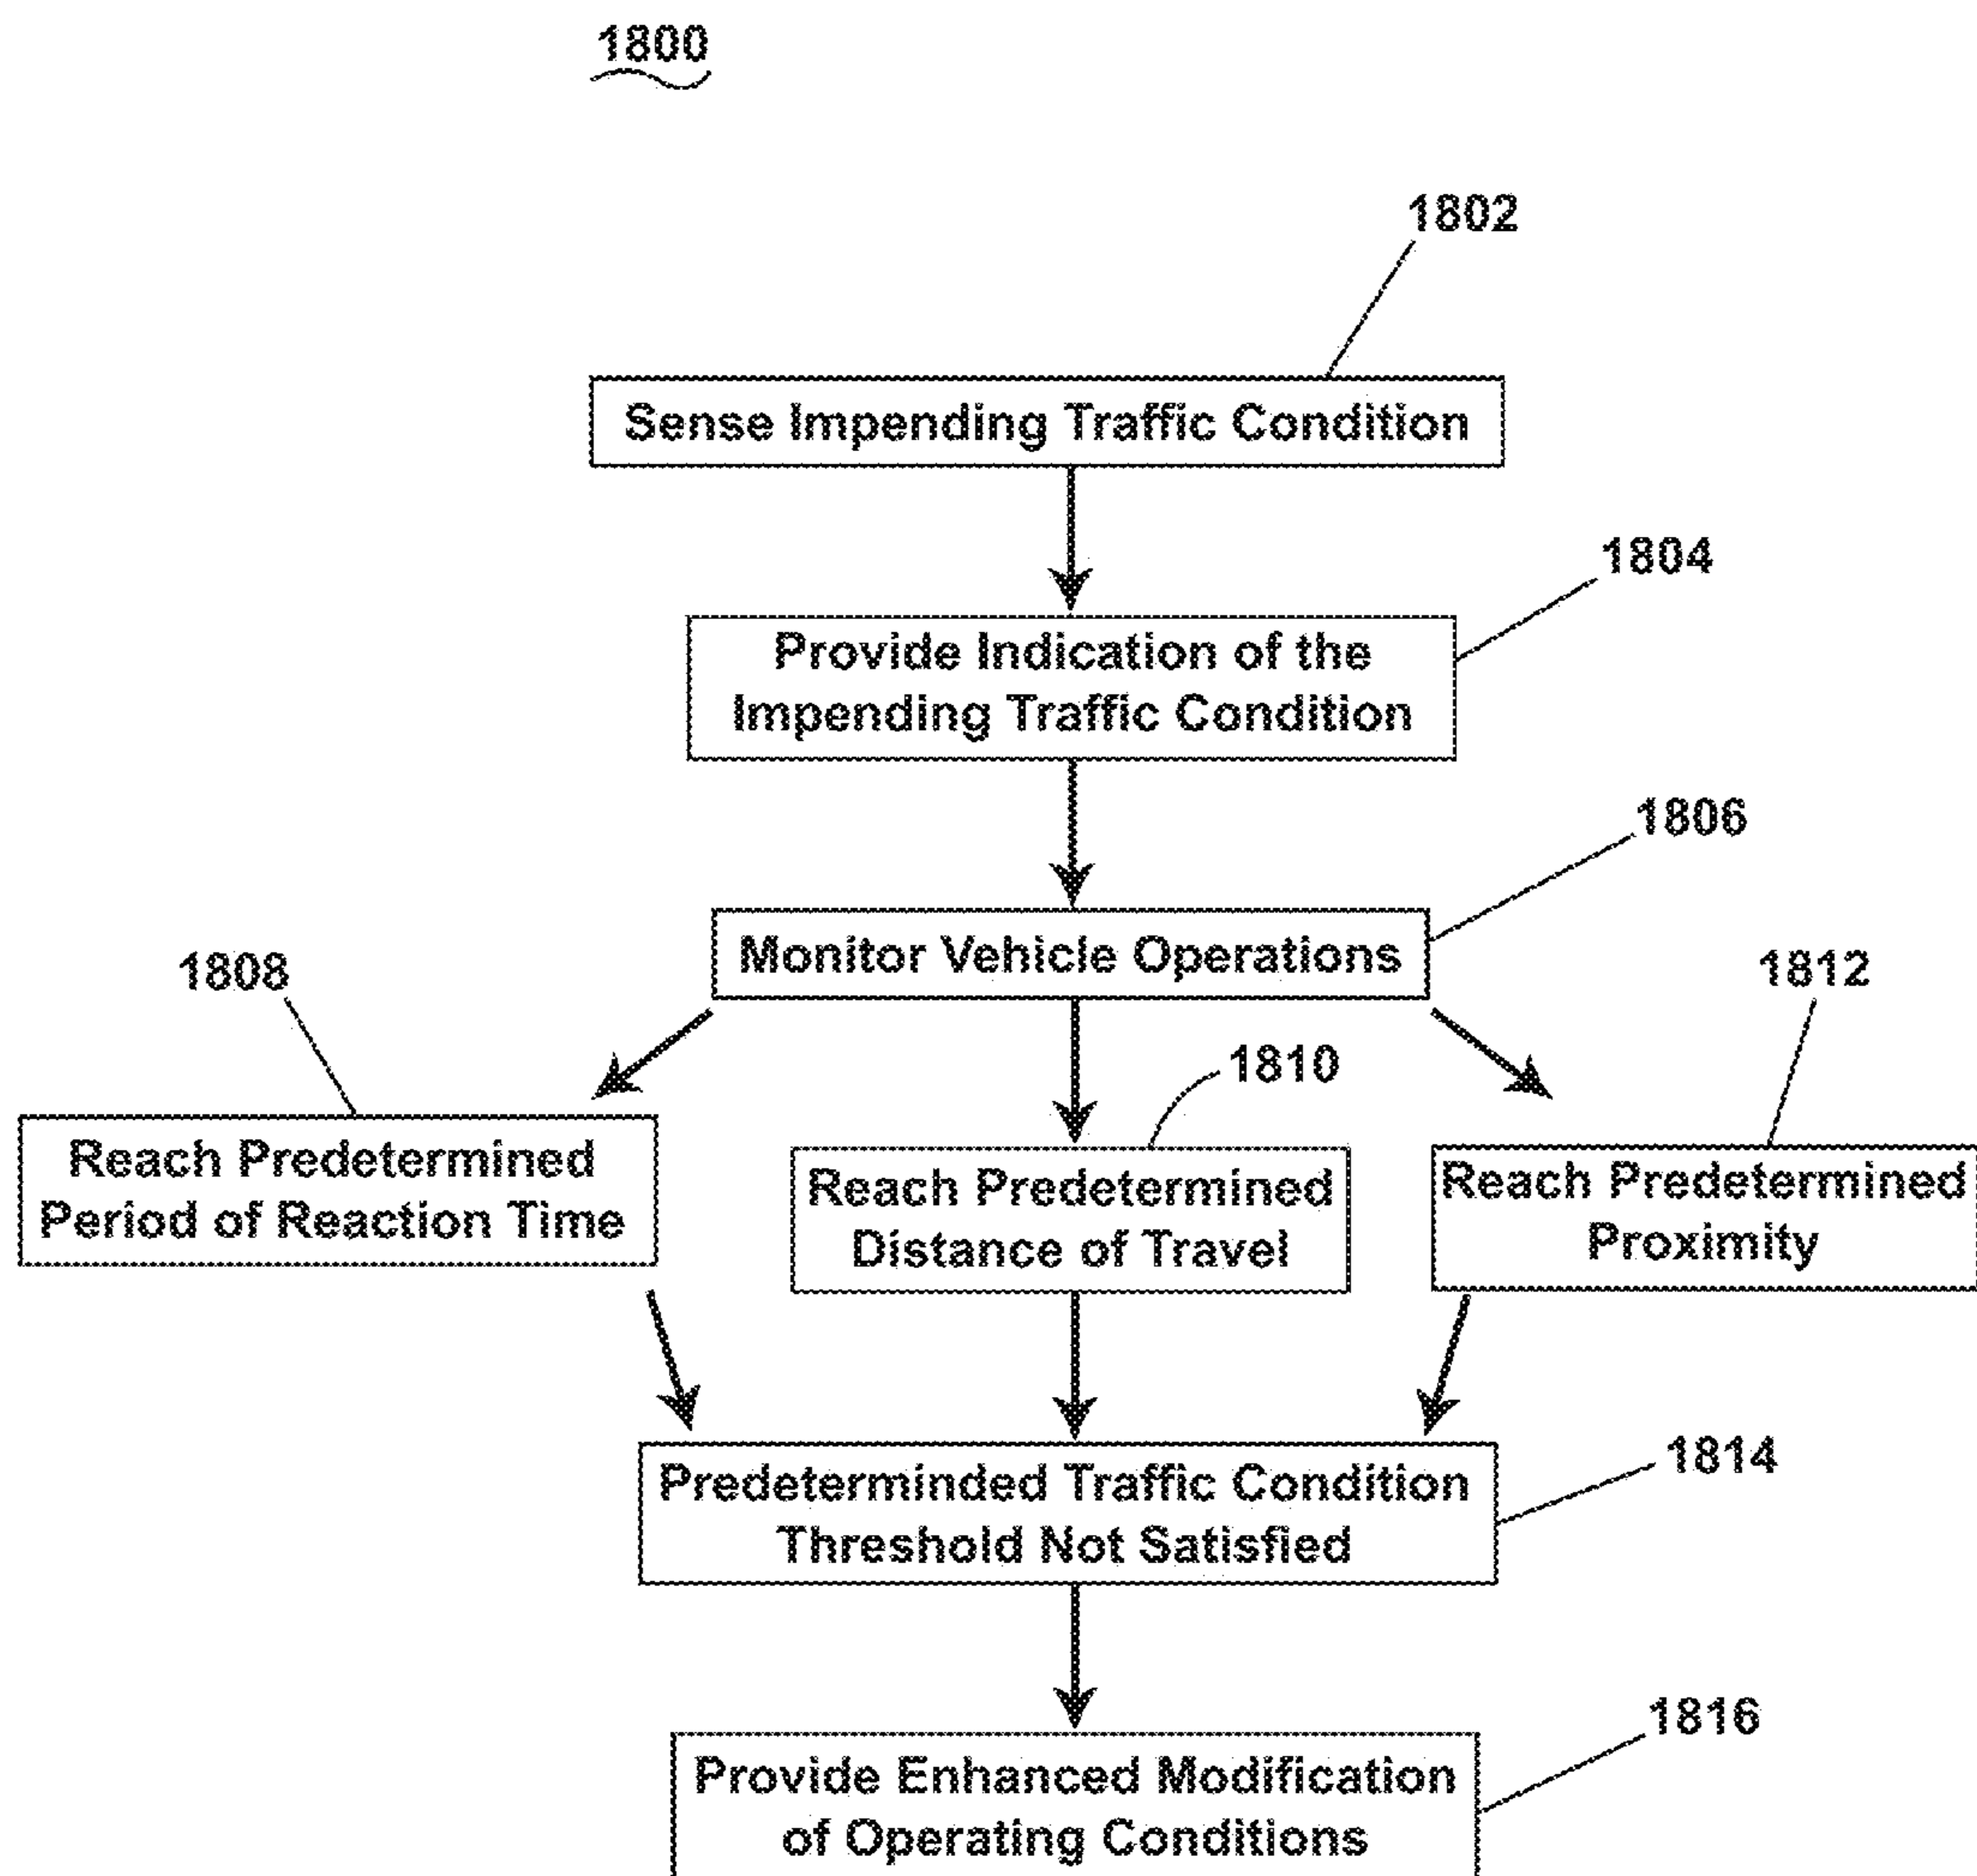 1800
1802
Sense Impending Traffic Condition
1804
Provide Indication of the
Impending Traffic Condition
1806
Monitor Vehicle Operations
1808
1812
1810
Reach Predetermined
Period of Reaction Time
Reach Predetermined
Distance of Travel
Reach Predetermined
Proximity
1814
Predeterminded Traffic Condition
Threshold Not Satisfied
1816
Provide Enhanced Modification
of Operating Conditions